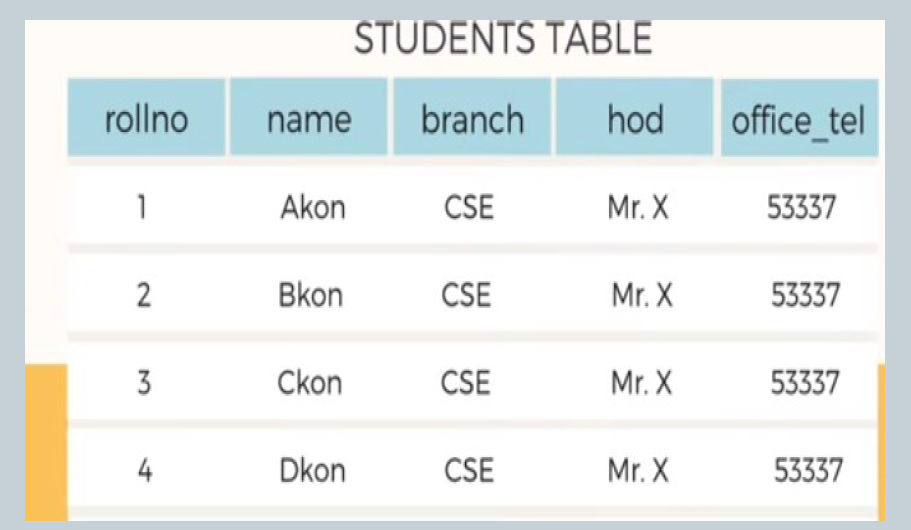 STUDENTS TABLE
rollno name branch hod office_tel
1 Akon CSE Mr. X 53337
2 Bkon CSE Mr. X 53337
3 Ckon CSE Mr. X 53337
4 Dkon CSE Mr. X 53337